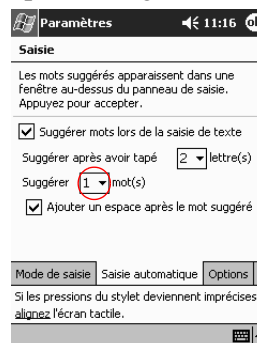 Paramètres 11:16
Saisie
Les mots suggérés apparaissent dans une
fenêtre au-dessus du panneau de saisie.
Appuyez pour accepter.
Suggérer mots lors de la saisie de texte
Suggérer après avoir tapé 2 lettre(s)
Suggérer 1 mot(s)
Ajouter un espace après le mot suggéré
Mode de saisie Saisie automatique Options
Si les pressions du stylet deviennent imprécises
alignez l'écran tactile.